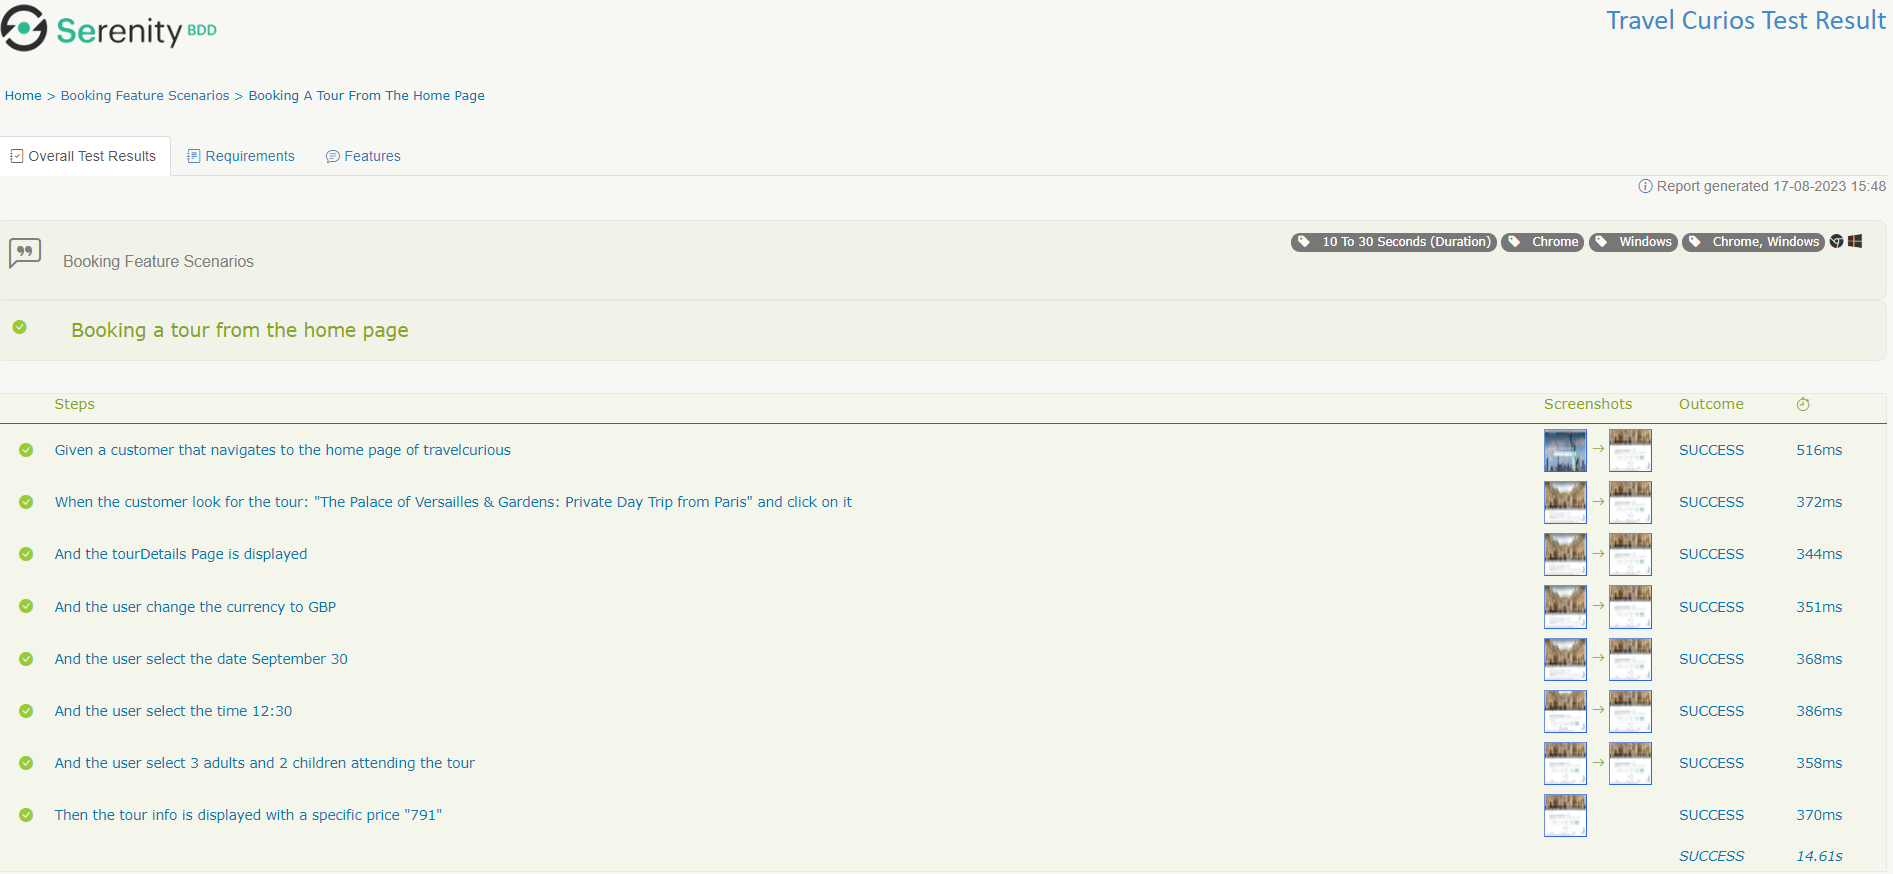 Serenity BDD
Travel Curios Test Result
Home > Booking Feature Scenarios > Booking A Tour From The Home Page
Overall Test Results Requirements Features
Report generated 17-08-2023 15:48
10 To 30 Seconds (Duration) Chrome Windows Chrome, Windows
Booking Feature Scenarios
Booking a tour from the home page
Steps Screenshots Outcome
Given a customer that navigates to the home page of travelcurious SUCCESS 516ms
When the customer look for the tour: "The Palace of Versailles & Gardens: Private Day Trip from Paris" and click on it SUCCESS 372ms
And the tourDetails Page is displayed SUCCESS 344ms
And the user change the currency to GBP SUCCESS 351ms
And the user select the date September 30 SUCCESS 368ms
And the user select the time 12:30 SUCCESS 386ms
And the user select 3 adults and 2 children attending the tour SUCCESS 358ms
Then the tour info is displayed with a specific price "791" SUCCESS 370ms
SUCCESS 14.61s